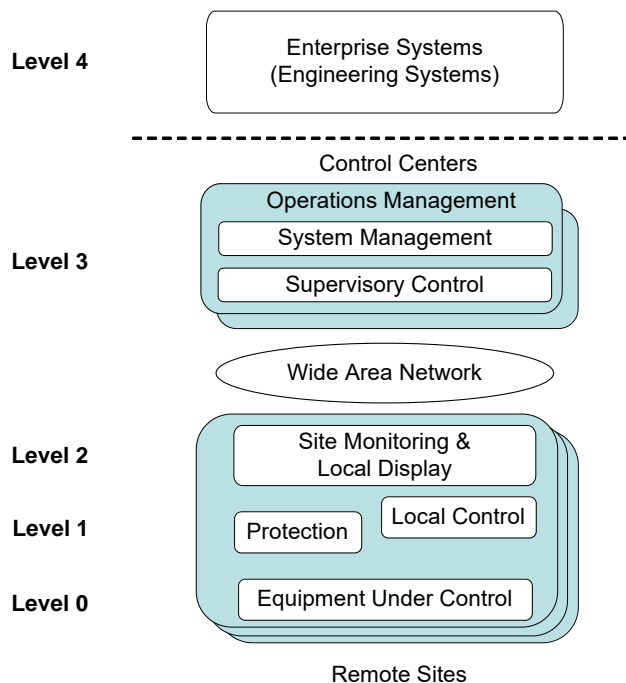 Level 4
Enterprise Systems
(Engineering Systems)
Control Centers
Operations Management
System Management
Level 3
Supervisory Control
Wide Area Network
Level 2
Site Monitoring &
Local Display
Level 1
Protection
Local Control
Level 0
Equipment Under Control
Remote Sites